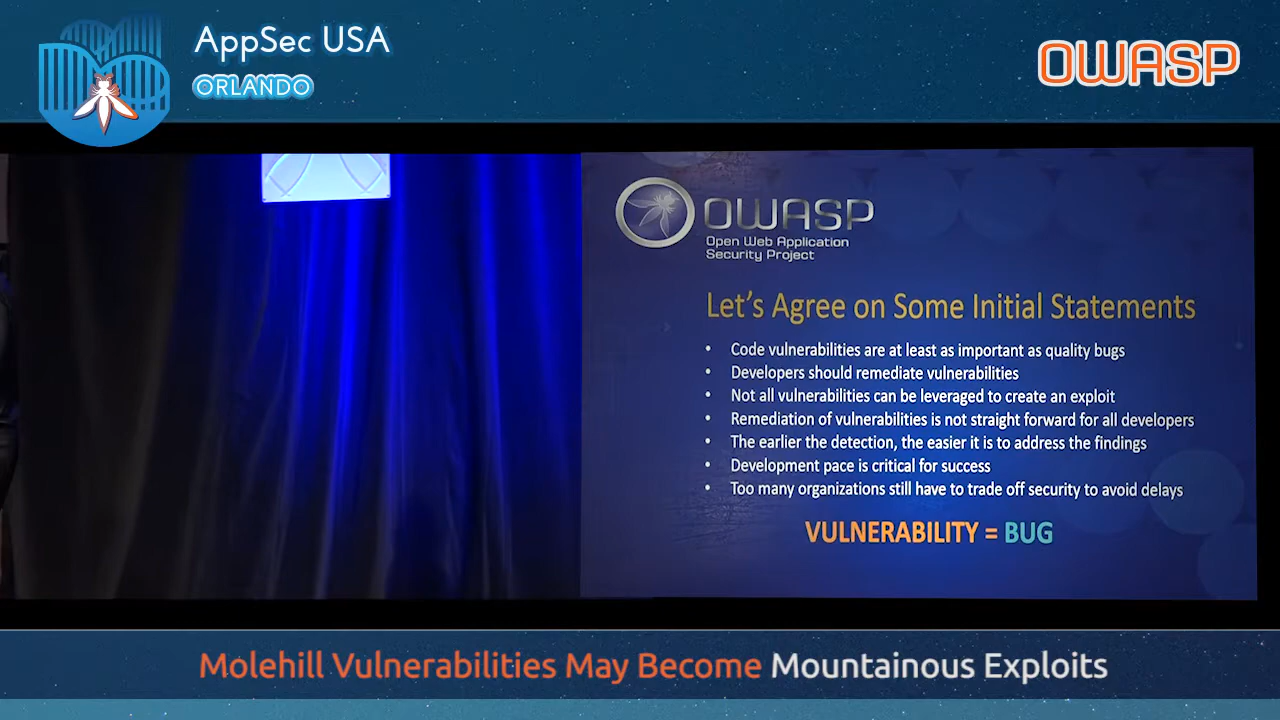 AppSec USA
ORLANDO
OWASP
OWASP
Open Web Application
Security Project
Let's Agree on Some Initial Statements
• Code vulnerabilities are at least as important as quality bugs
• Developers should remediate vulnerabilities
• Not all vulnerabilities can be leveraged to create an exploit
• Remediation of vulnerabilities is not straight forward for all developers
• The earlier the detection, the easier it is to address the findings
• Development pace is critical for success
• Too many organizations still have to trade off security to avoid delays
VULNERABILITY = BUG
Molehill Vulnerabilities May Become Mountainous Exploits